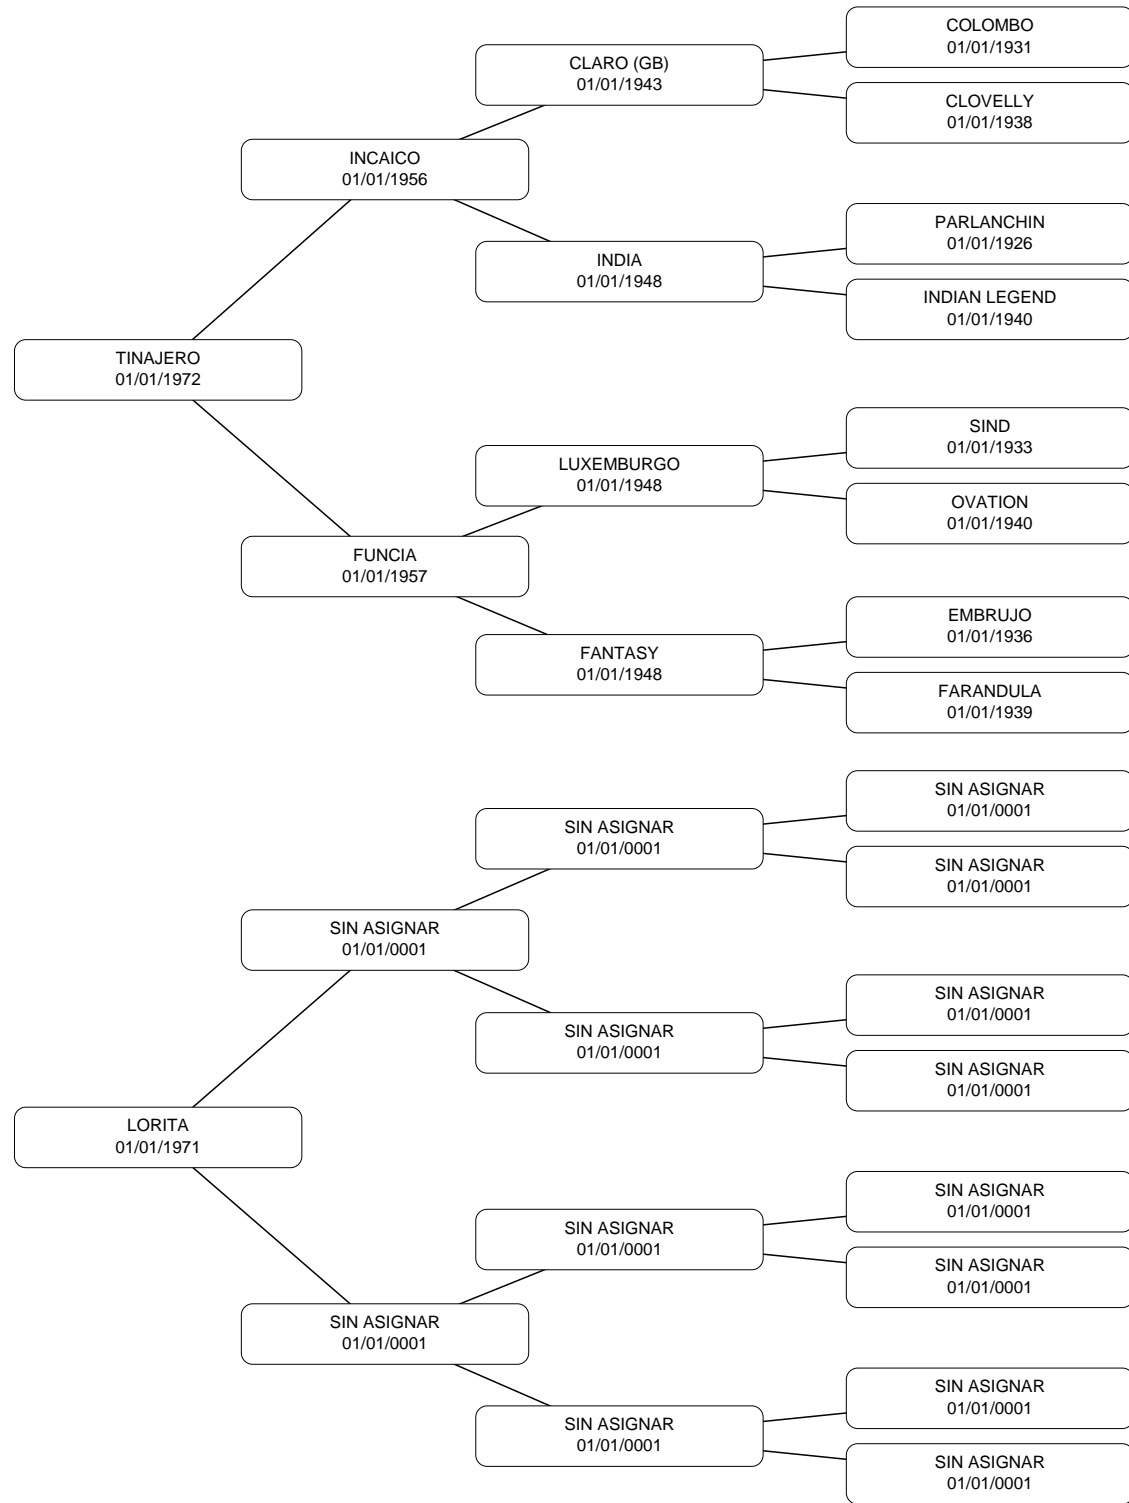 COLOMBO
01/01/1931
CLARO (GB)
01/01/1943
CLOVELLY
01/01/1938
INCAICO
01/01/1956
PARLANCHIN
01/01/1926
INDIA
01/01/1948
INDIAN LEGEND
01/01/1940
TINAJERO
01/01/1972
SIND
01/01/1933
LUXEMBURGO
01/01/1948
OVATION
01/01/1940
FUNCIA
01/01/1957
EMBRUJO
01/01/1936
FANTASY
01/01/1948
FARANDULA
01/01/1939
SIN ASIGNAR
01/01/0001
SIN ASIGNAR
01/01/0001
SIN ASIGNAR
01/01/0001
SIN ASIGNAR
01/01/0001
SIN ASIGNAR
01/01/0001
SIN ASIGNAR
01/01/0001
SIN ASIGNAR
01/01/0001
LORITA
01/01/1971
SIN ASIGNAR
01/01/0001
SIN ASIGNAR
01/01/0001
SIN ASIGNAR
01/01/0001
SIN ASIGNAR
01/01/0001
SIN ASIGNAR
01/01/0001
SIN ASIGNAR
01/01/0001
SIN ASIGNAR
01/01/0001